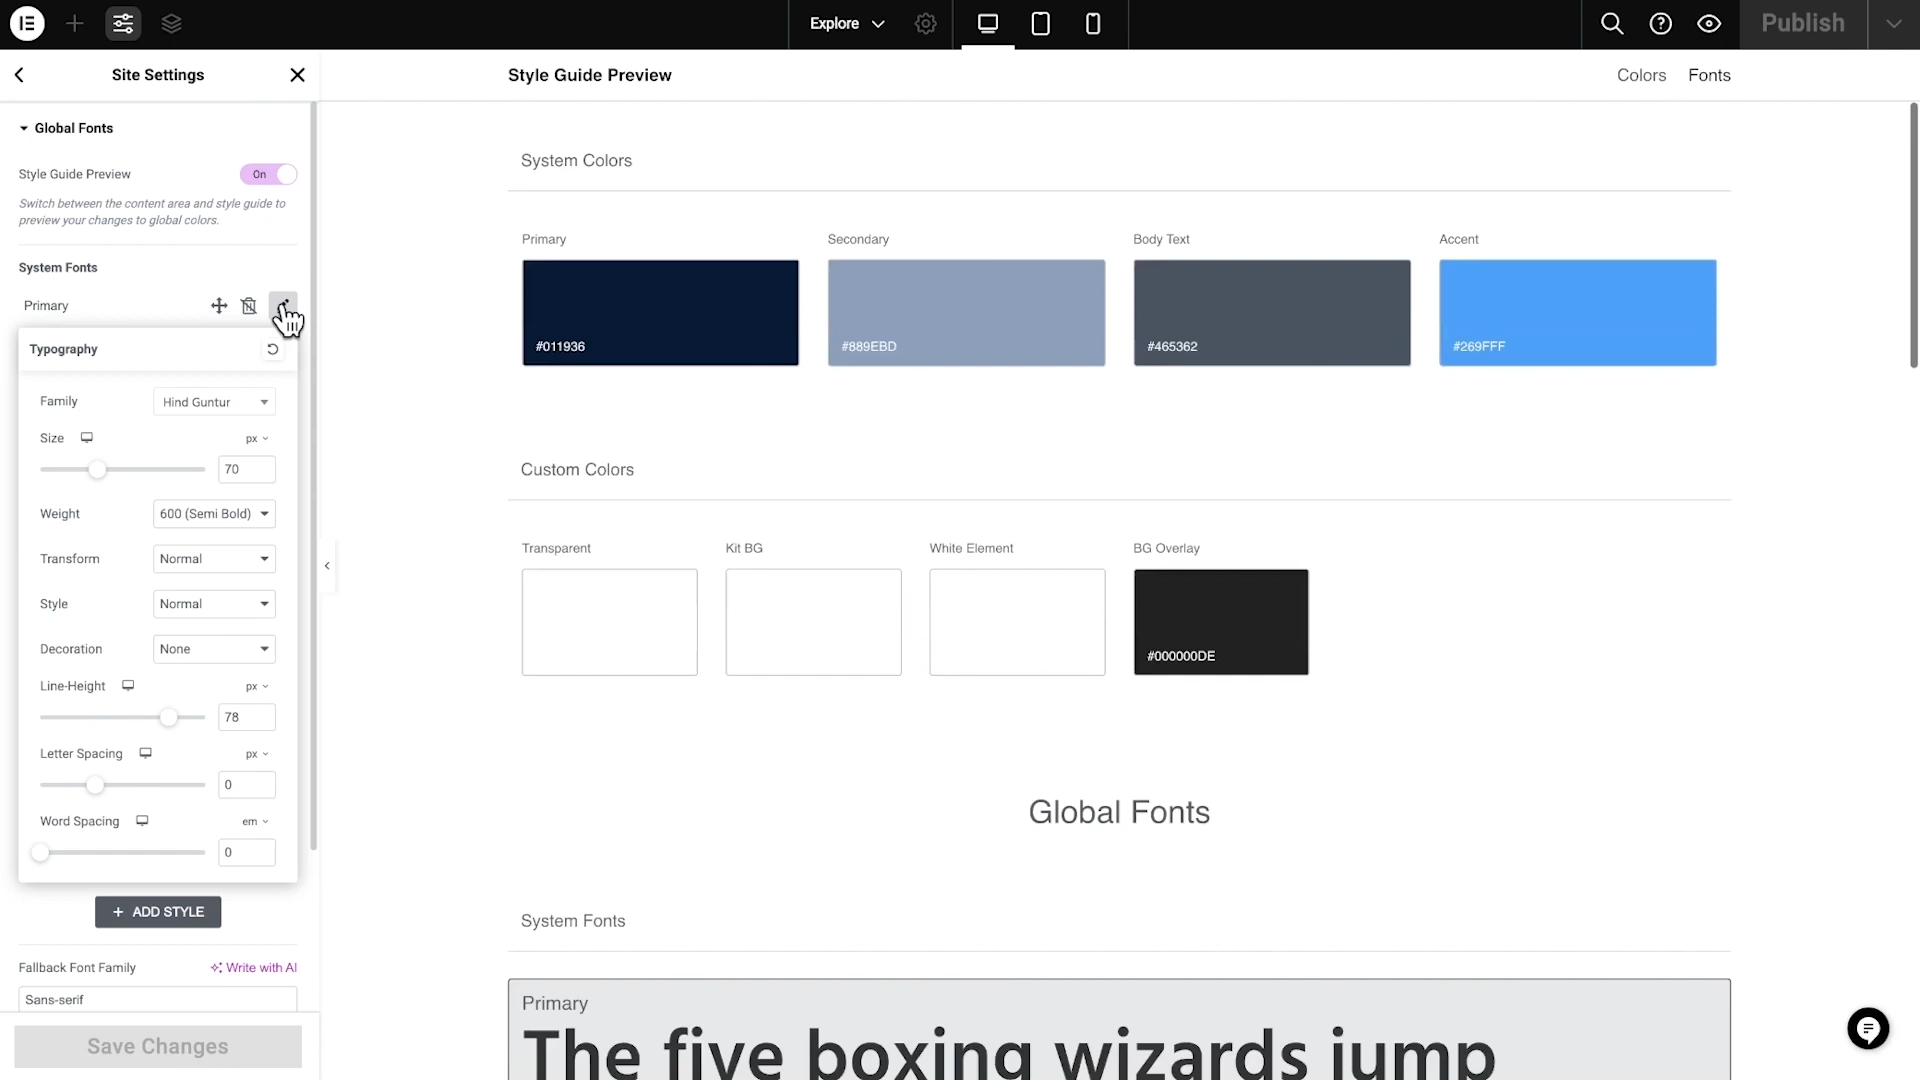 Explore
Publish
Site Settings
Style Guide Preview
Colors
Fonts
Global Fonts
Style Guide Preview
On
Switch between the content area and style guide to
preview your changes to global colors.
System Fonts
Primary
Typography
Family
Hind Guntur
Size
px
70
Weight
600 (Semi Bold)
Transform
Normal
Style
Normal
Decoration
None
Line-Height
px
78
Letter Spacing
px
0
Word Spacing
em
0
+ ADD STYLE
Fallback Font Family
Write with AI
Sans-serif
Save Changes
System Colors
Primary
Secondary
Body Text
Accent
#011936
#889EBD
#465362
#269FFF
Custom Colors
Transparent
Kit BG
White Element
BG Overlay
#000000DE
Global Fonts
System Fonts
Primary
The five boxing wizards jump